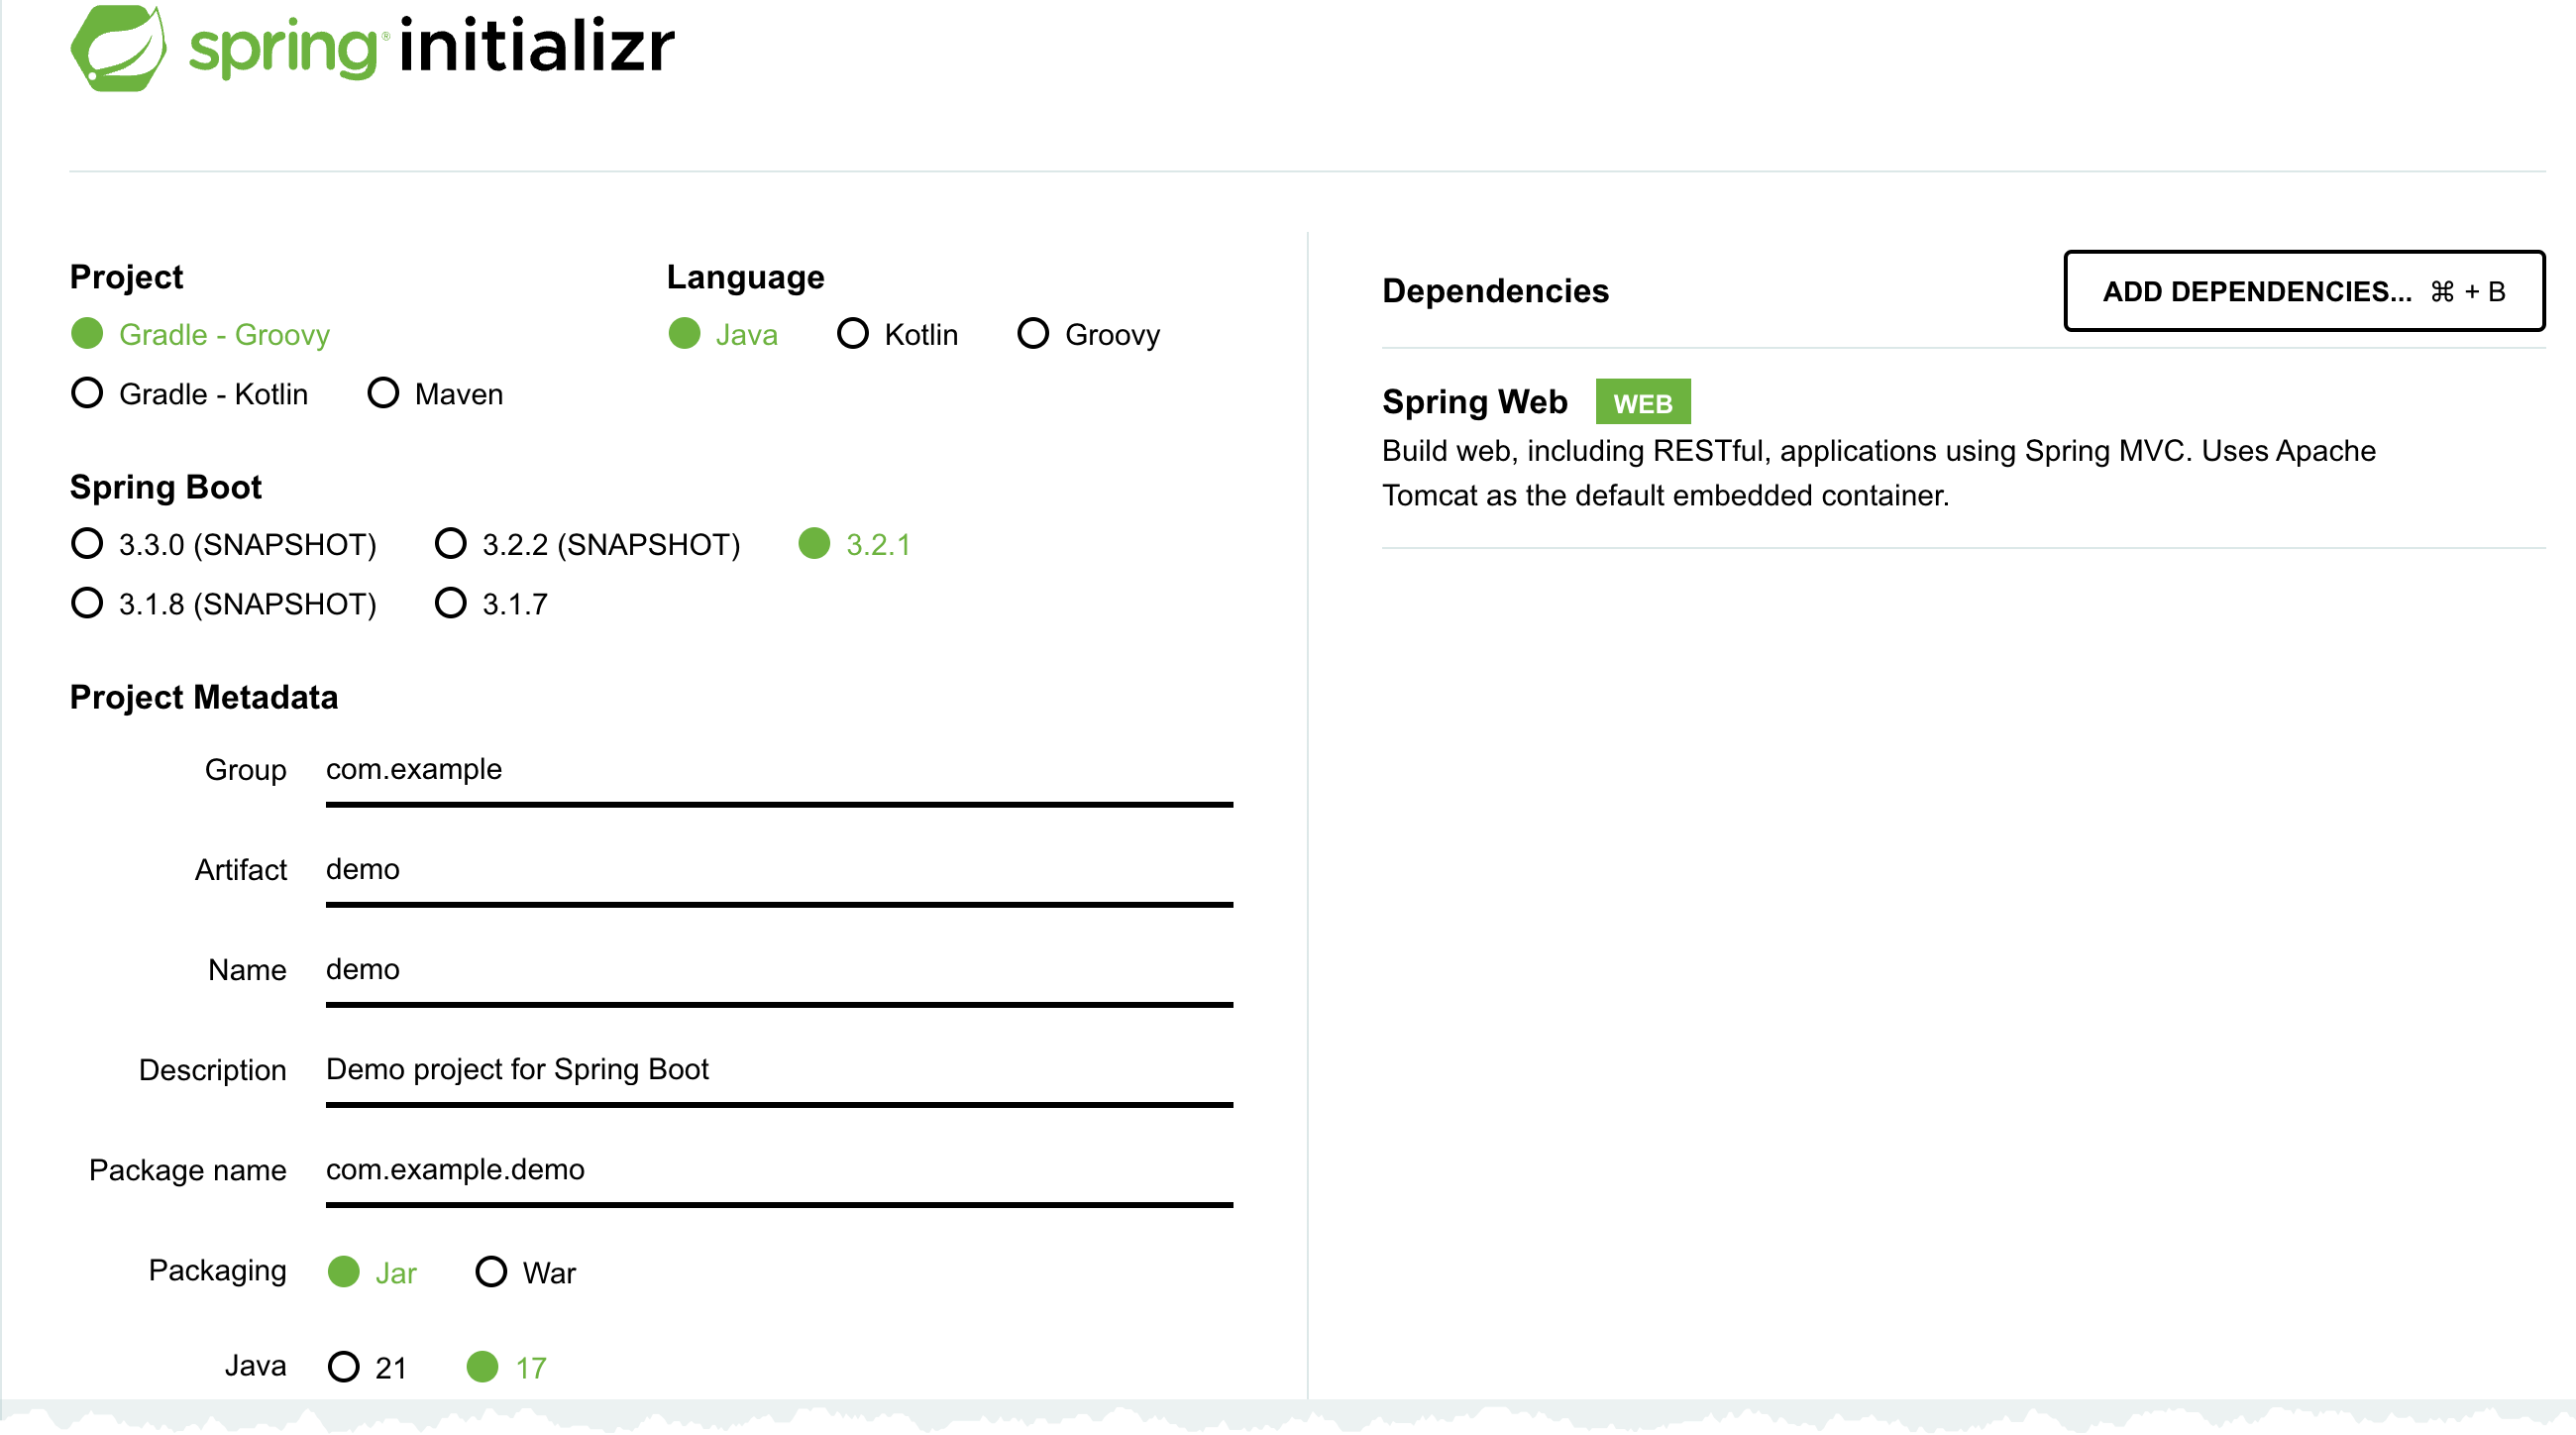 spring® initializr
Project
Gradle - Groovy
Gradle - Kotlin Maven
Language
Java Kotlin Groovy
Spring Boot
3.3.0 (SNAPSHOT) 3.2.2 (SNAPSHOT) 3.2.1
3.1.8 (SNAPSHOT) 3.1.7
Project Metadata
Group com.example
Artifact demo
Name demo
Description Demo project for Spring Boot
Package name com.example.demo
Packaging Jar War
Java 21 17
Dependencies ADD DEPENDENCIES... ⌘ + B
Spring Web WEB
Build web, including RESTful, applications using Spring MVC. Uses Apache
Tomcat as the default embedded container.